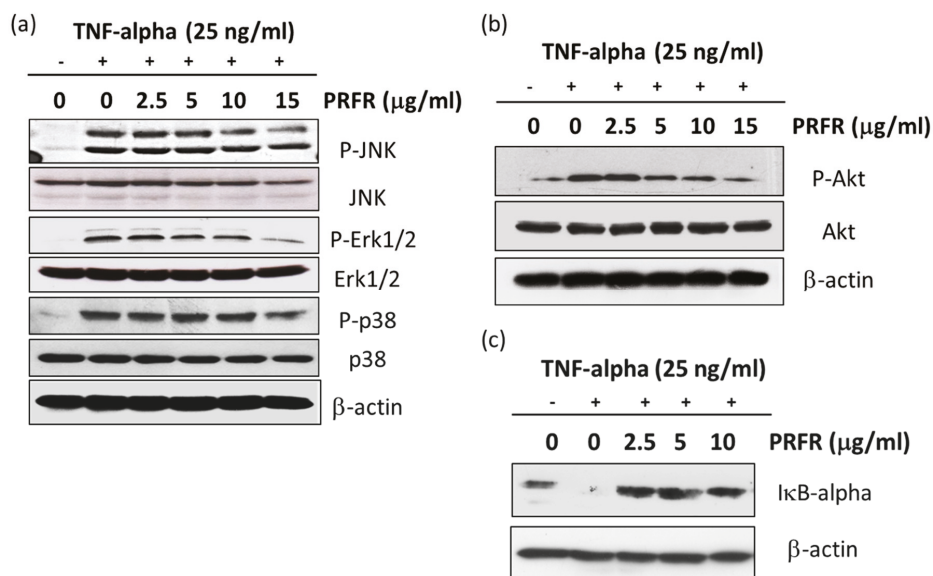 (a)
TNF-alpha (25 ng/ml)
- + + + + +
0 0 2.5 5 10 15 PRFR (μg/ml)
P-JNK
JNK
P-Erk1/2
Erk1/2
P-p38
p38
β-actin
(b)
TNF-alpha (25 ng/ml)
- + + + + +
0 0 2.5 5 10 15 PRFR (μg/ml)
P-Akt
Akt
β-actin
(c)
TNF-alpha (25 ng/ml)
- + + + +
0 0 2.5 5 10 PRFR (μg/ml)
IκB-alpha
β-actin